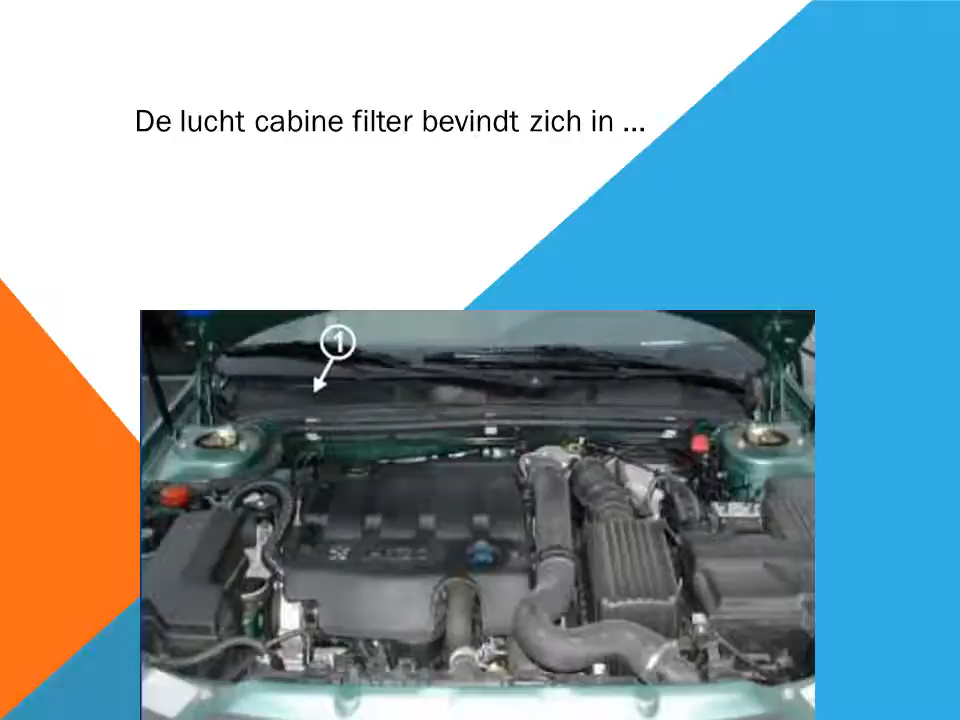 De lucht cabine filter bevindt zich in ...
1